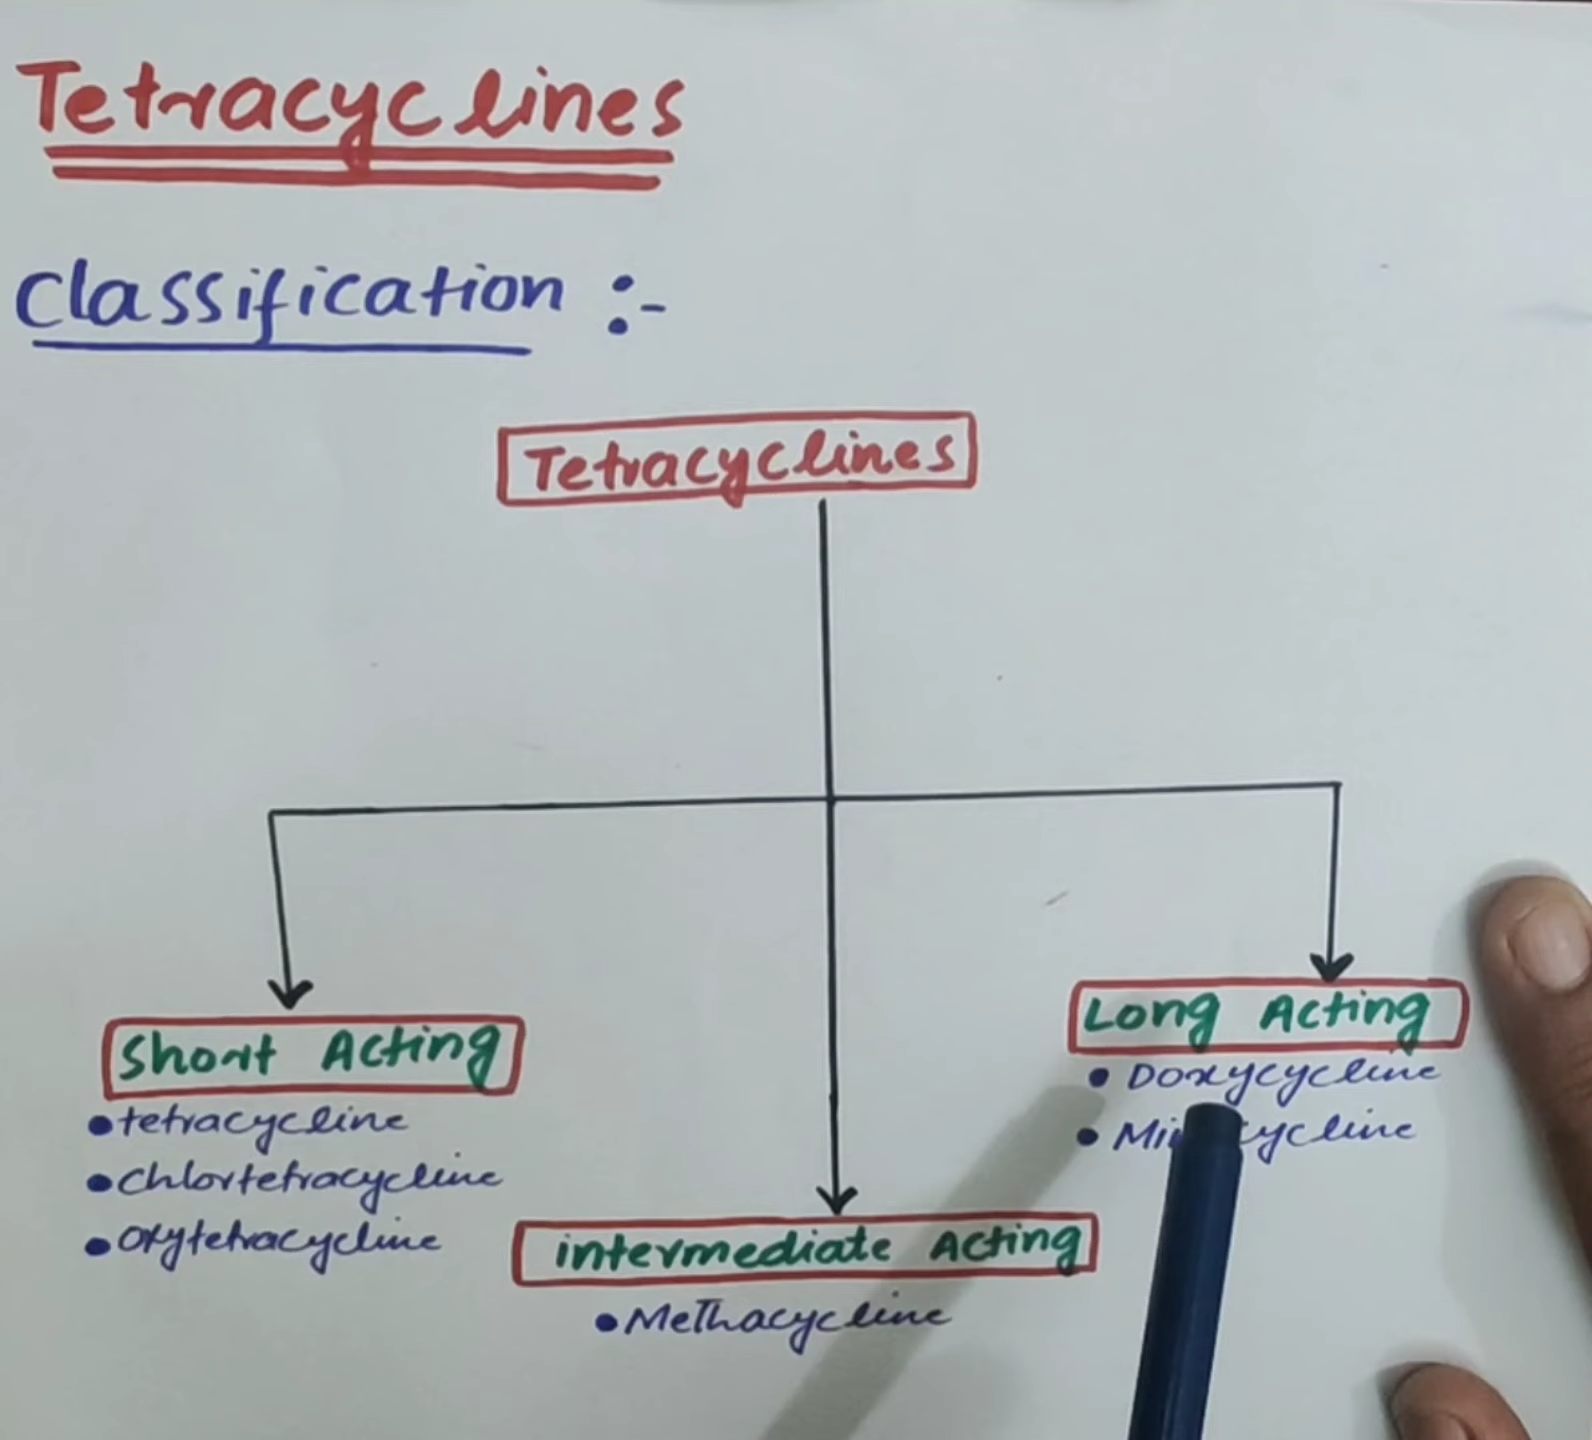 Tetracyclines
Classification :-
Tetracyclines
Short Acting
• tetracycline
• Chlortetracycline
• Oxytetracycline
intermediate Acting
• Methacycline
Long Acting
• Doxycycline